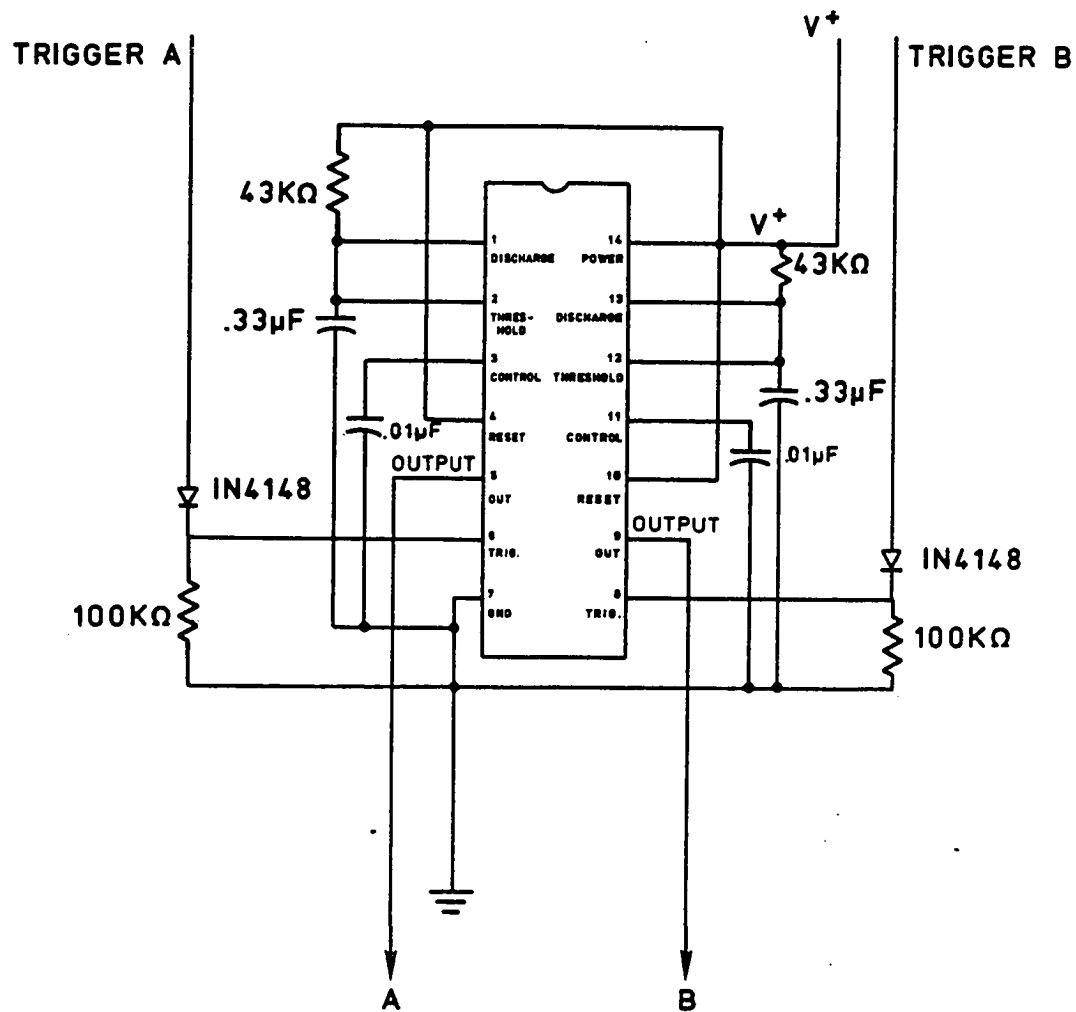 V+
TRIGGER A
TRIGGER B
43KΩ
V+
43KΩ
1
14
DISCHARGE
POWER
2
13
THRES-
HOLD
DISCHARGE
.33µF
3
12
CONTROL
THRESHOLD
.33µF
4
11
.01µF
RESET
CONTROL
.01µF
OUTPUT
5
10
IN4148
OUT
RESET
OUTPUT
6
9
TRIG.
OUT
IN4148
7
8
100KΩ
GND
TRIG.
100KΩ
A
B